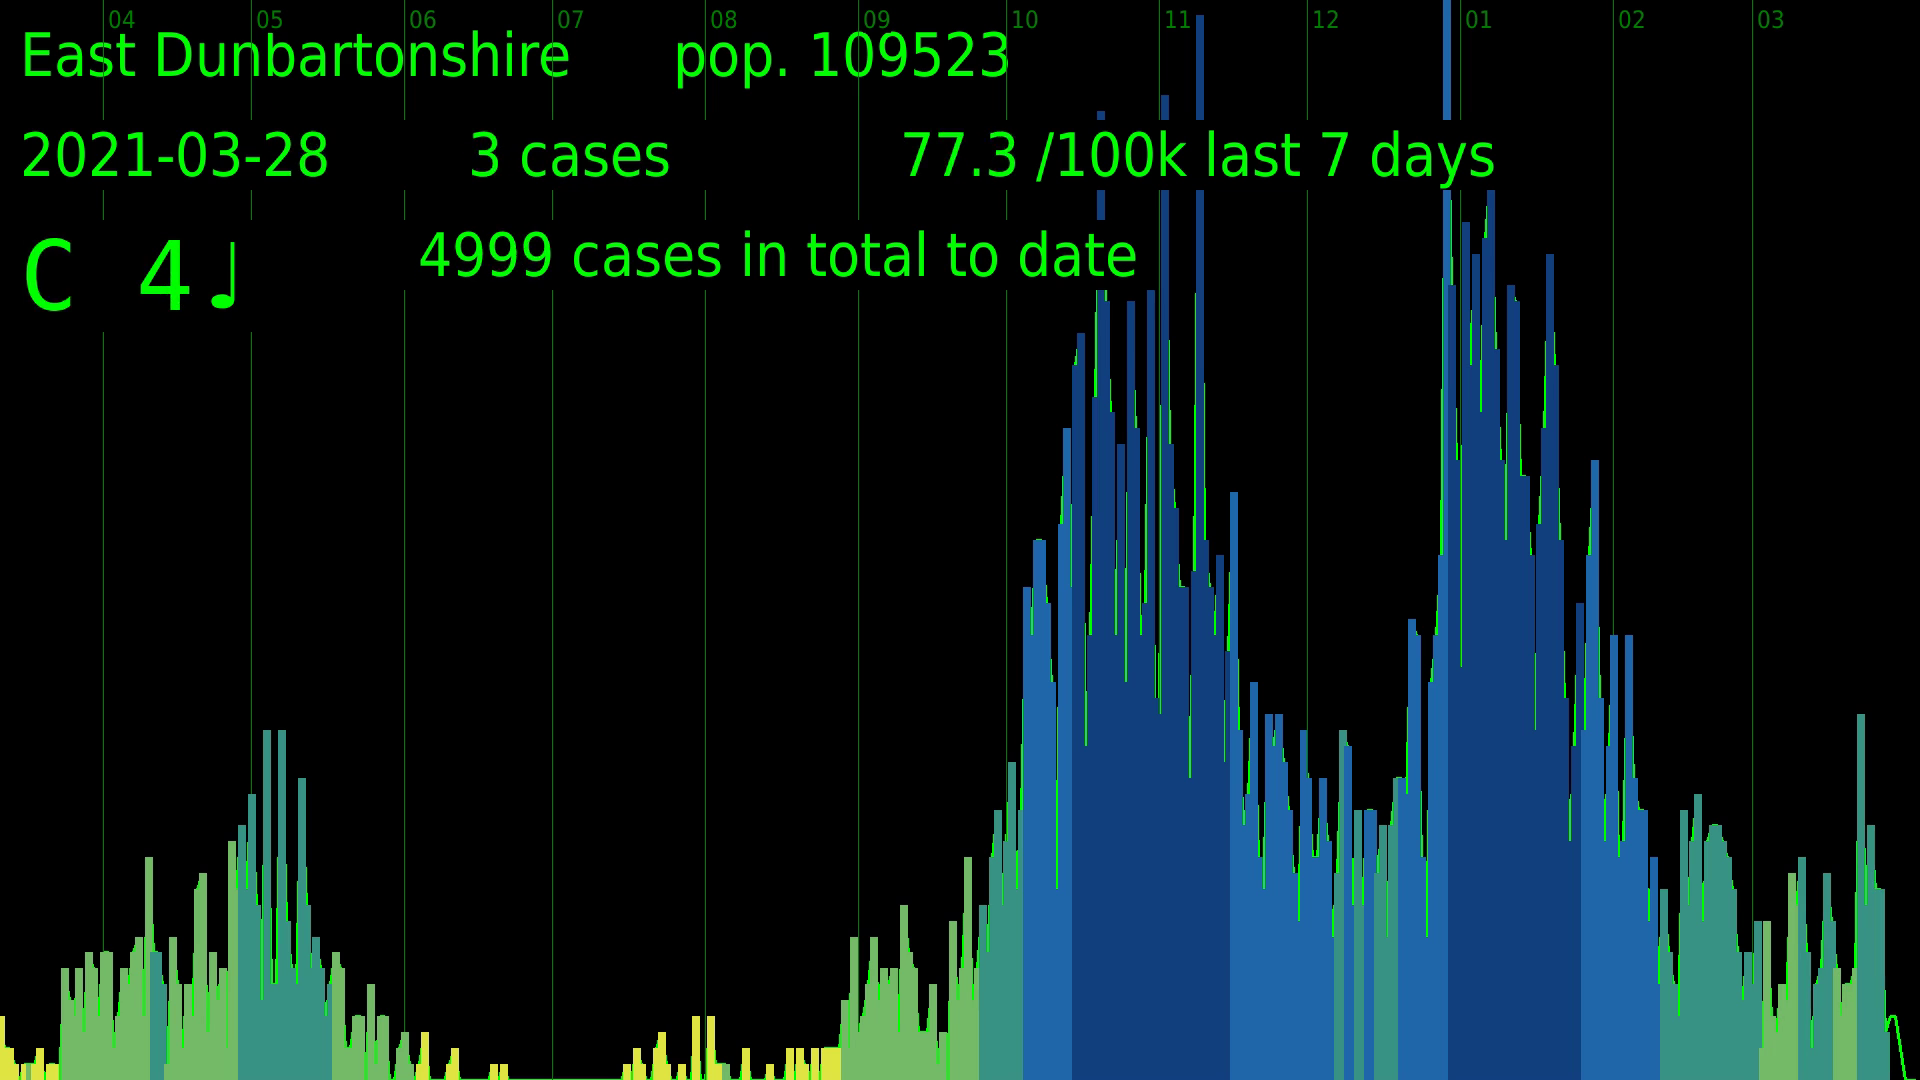 04 05 06 07 08 09 10 11 12 01 02 03
East Dunbartonshire pop. 109523
2021-03-28 3 cases 77.3 /100k last 7 days
C 4♩ 4999 cases in total to date